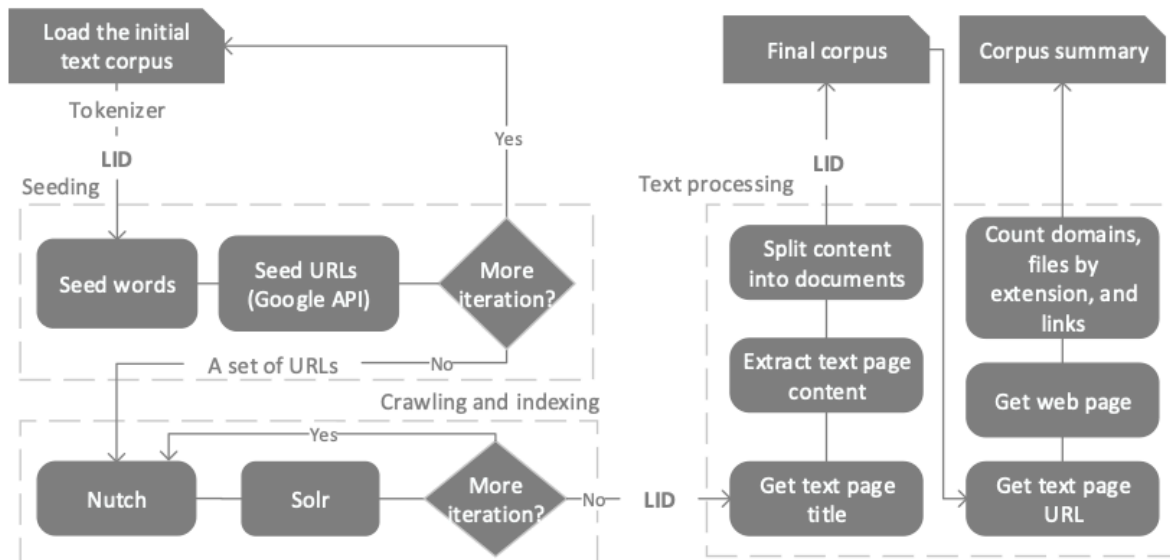 Load the initial
text corpus
Tokenizer
LID
Seeding
Seed words
Seed URLs
(Google API)
More
iteration?
Yes
No
A set of URLs
Crawling and indexing
Nutch
Solr
More
iteration?
Yes
No
LID
Text processing
Get text page
title
Extract text page
content
Split content
into documents
LID
Final corpus
Get text page
URL
Get web page
Count domains,
files by
extension, and
links
Corpus summary